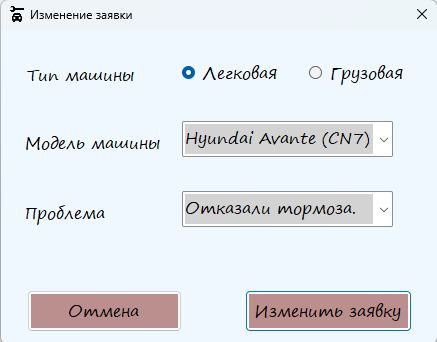 Изменение заявки
Тип машины Легковая Грузовая
Модель машины Hyundai Avante (CN7)
Проблема Отказали тормоза.
Отмена Изменить заявку